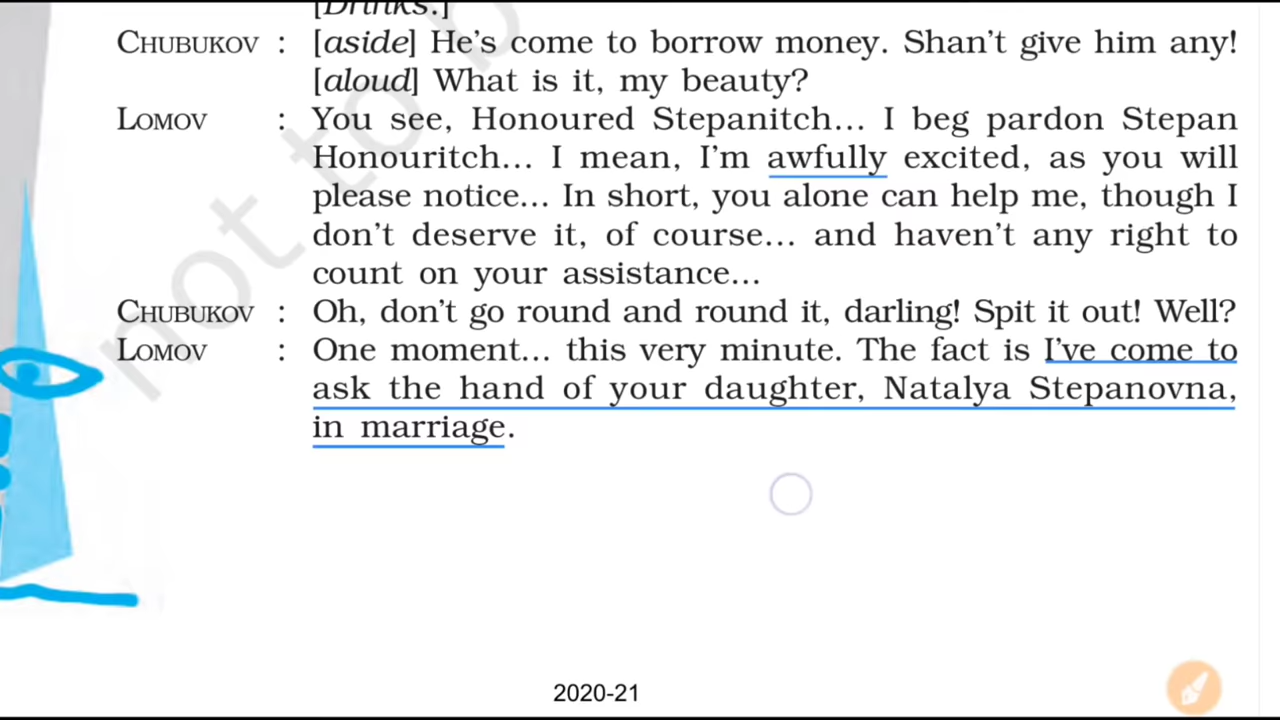 [Drinks.]
CHUBUKOV : [aside] He's come to borrow money. Shan't give him any!
[aloud] What is it, my beauty?
LOMOV : You see, Honoured Stepanitch... I beg pardon Stepan
Honouritch... I mean, I'm awfully excited, as you will
please notice... In short, you alone can help me, though I
don't deserve it, of course... and haven't any right to
count on your assistance...
CHUBUKOV : Oh, don't go round and round it, darling! Spit it out! Well?
LOMOV : One moment... this very minute. The fact is I've come to
ask the hand of your daughter, Natalya Stepanovna,
in marriage.
not to b
2020-21